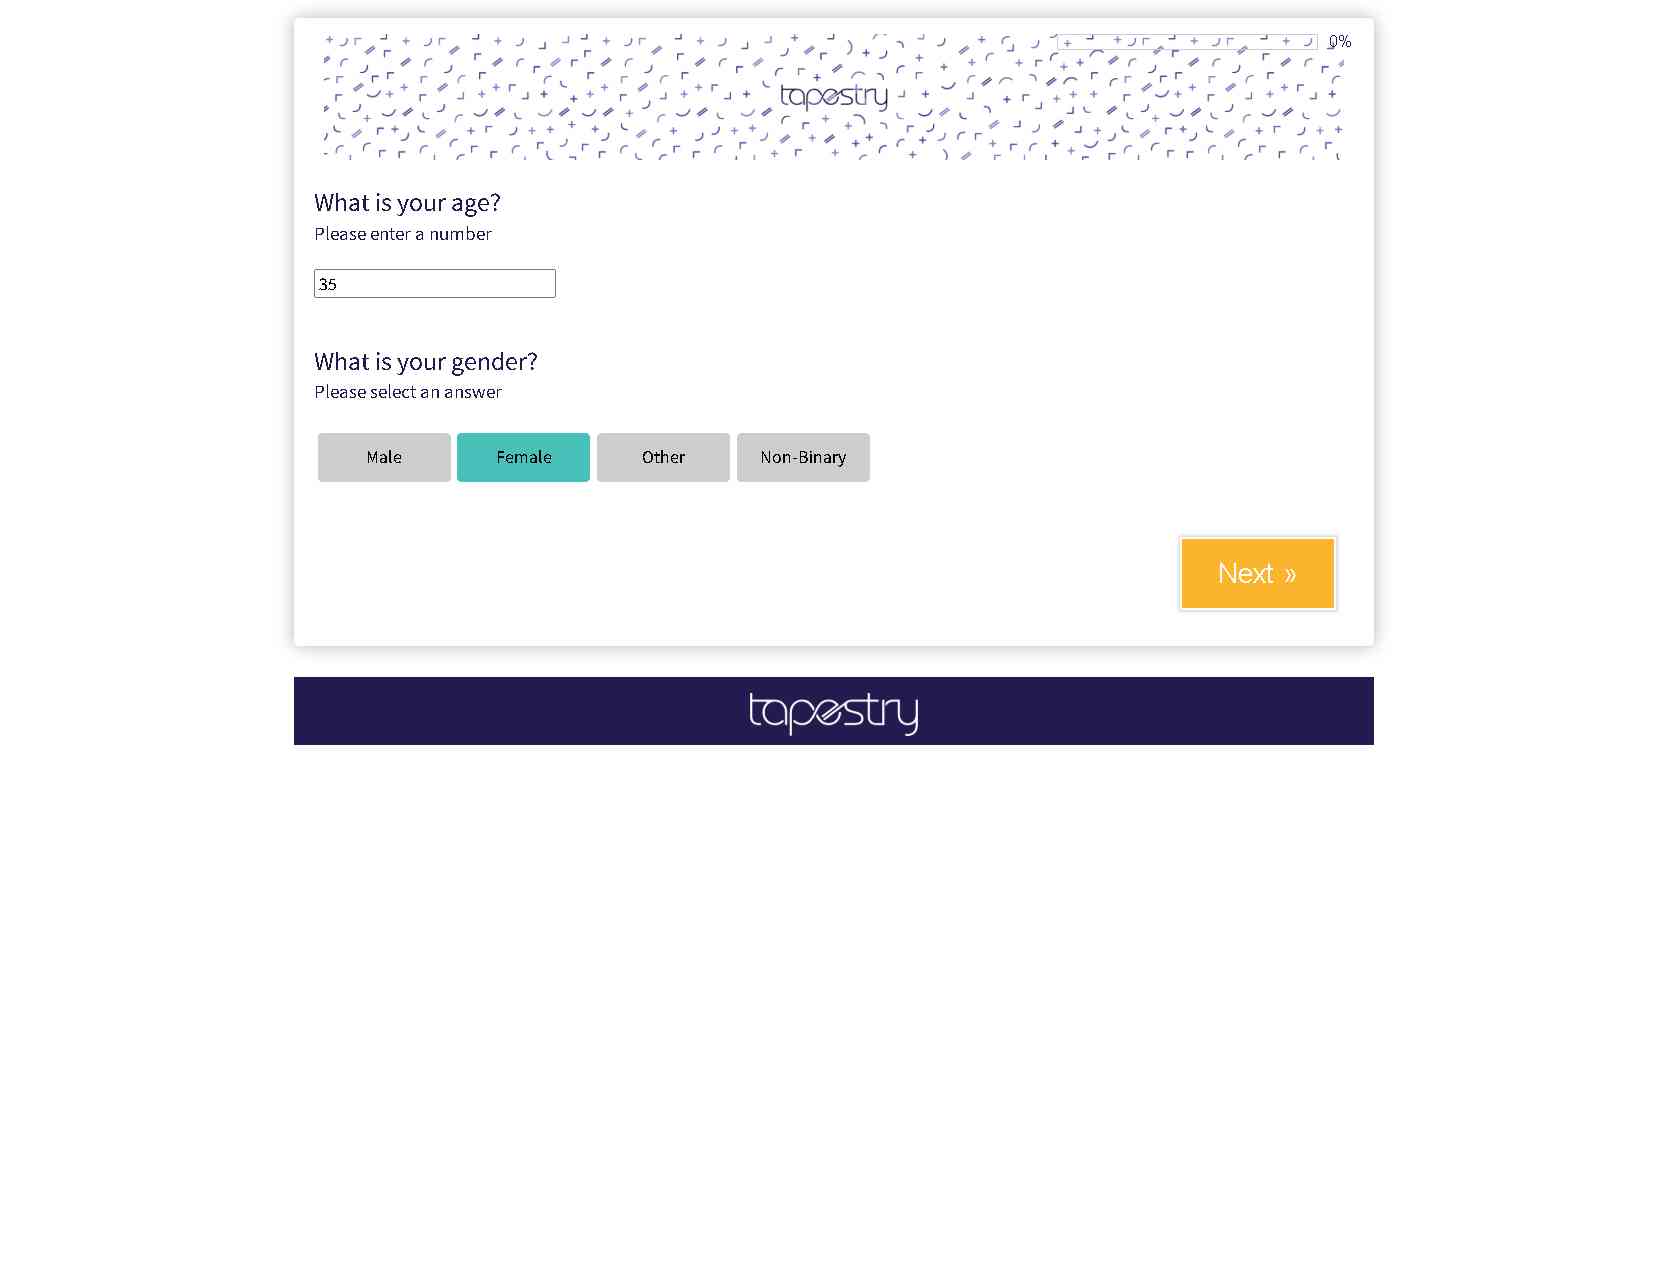 0%
tapestry
What is your age?
Please enter a number
35
What is your gender?
Please select an answer
Male Female Other Non-Binary
Next »
tapestry